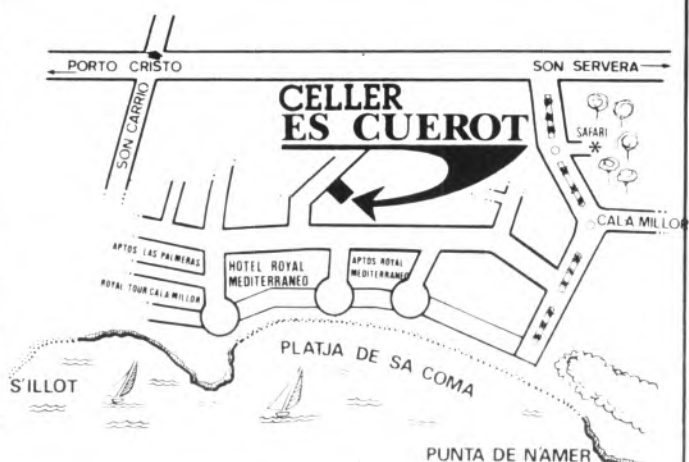 PORTO CRISTO
SON SERVERA
SON CARRIO
CELLER
ES CUEROT
SAFARI
CALA MILLOR
APTOS LAS PALMERAS
HOTEL ROYAL
MEDITERRANEO
APTOS ROYAL
MEDITERRANEO
ROYAL TOUR CALA MILLOR
PLATJA DE SA COMA
S'ILLOT
PUNTA DE N'AMER